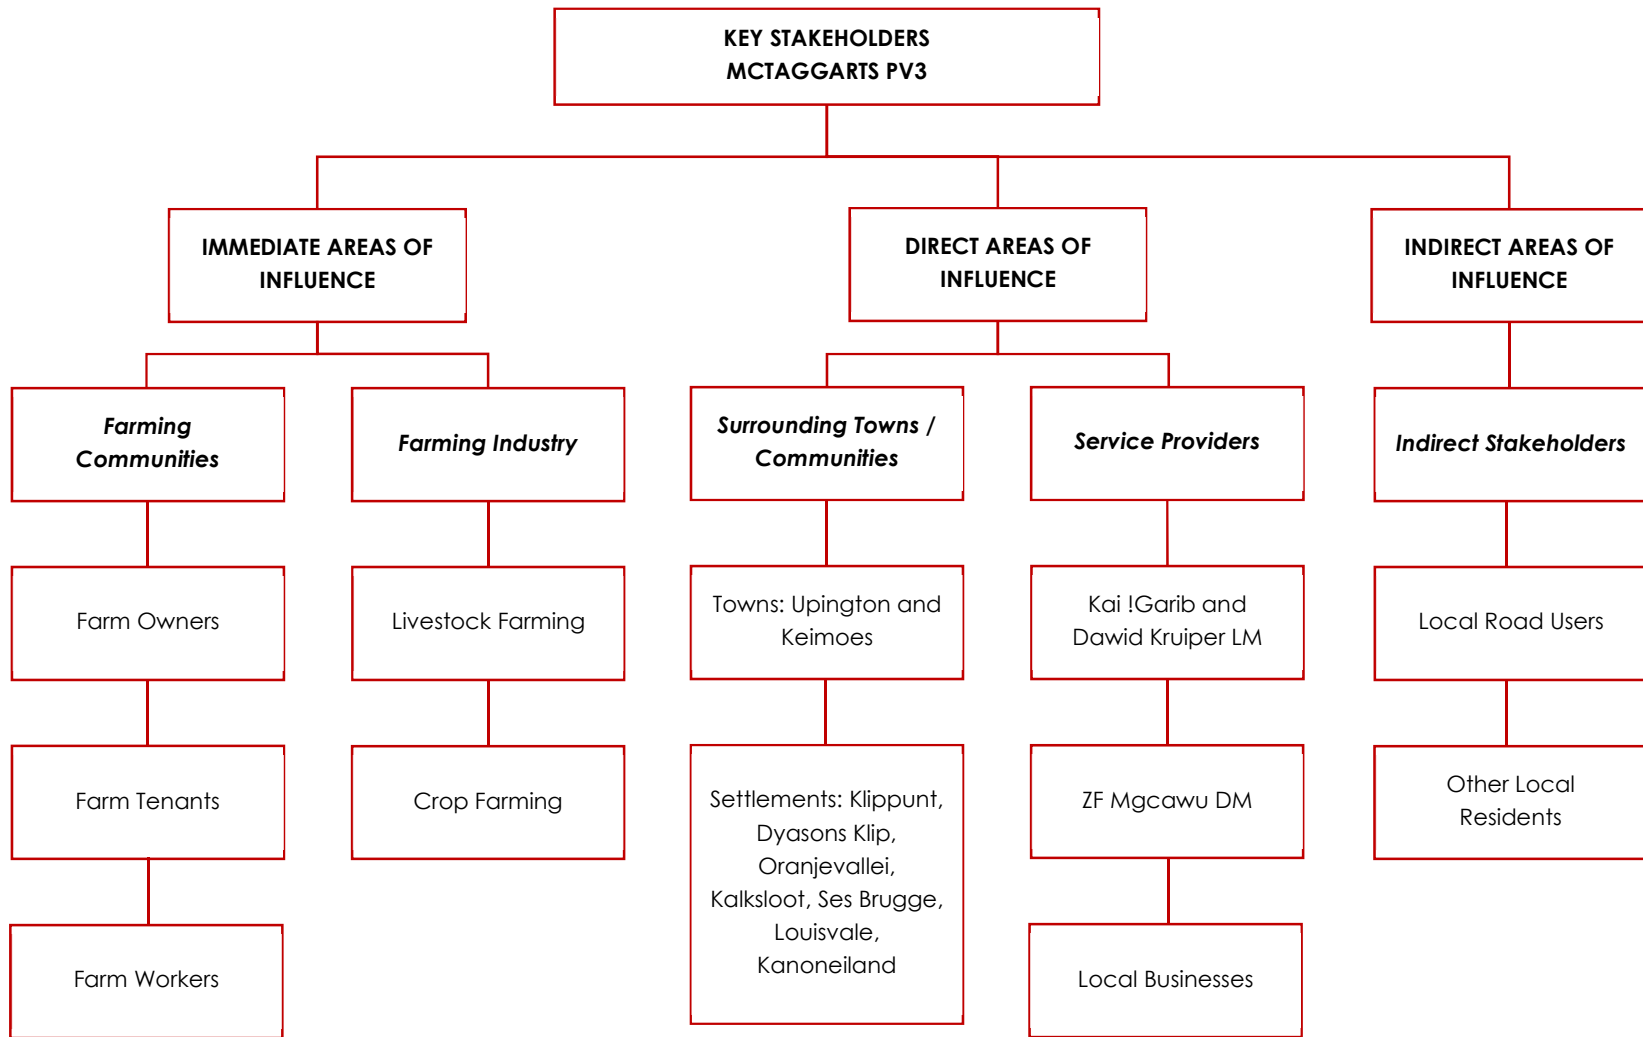 KEY STAKEHOLDERS
MCTAGGARTS PV3
IMMEDIATE AREAS OF
INFLUENCE
DIRECT AREAS OF
INFLUENCE
INDIRECT AREAS OF
INFLUENCE
Farming
Communities
Farming Industry
Surrounding Towns /
Communities
Service Providers
Indirect Stakeholders
Farm Owners
Livestock Farming
Towns: Upington and
Keimoes
Kai !Garib and
Dawid Kruiper LM
Local Road Users
Farm Tenants
Crop Farming
Settlements: Klippunt,
Dyasons Klip,
Oranjevallei,
Kalksloot, Ses Brugge,
Louisvale,
Kanoneiland
ZF Mgcawu DM
Other Local
Residents
Farm Workers
Local Businesses